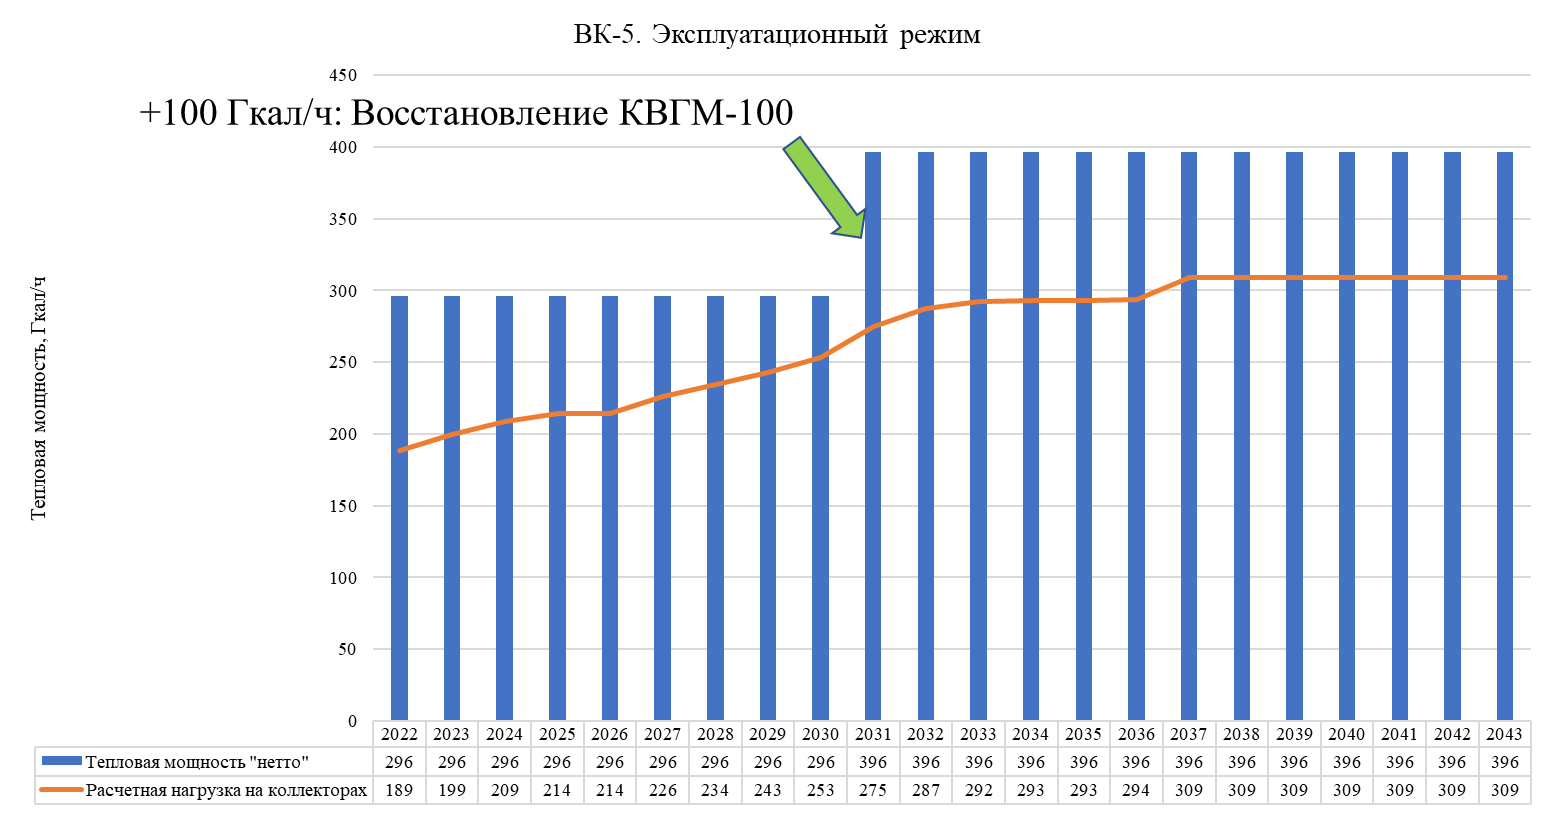 ВК-5. Эксплуатационный режим
+100 Гкал/ч: Восстановление КВГМ-100
Тепловая мощность, Гкал/ч
450
400
350
300
250
200
150
100
50
0
2022 2023 2024 2025 2026 2027 2028 2029 2030 2031 2032 2033 2034 2035 2036 2037 2038 2039 2040 2041 2042 2043
Тепловая мощность "нетто" 296 296 296 296 296 296 296 296 296 396 396 396 396 396 396 396 396 396 396 396 396 396
Расчетная нагрузка на коллекторах 189 199 209 214 214 226 234 243 253 275 287 292 293 293 294 309 309 309 309 309 309 309